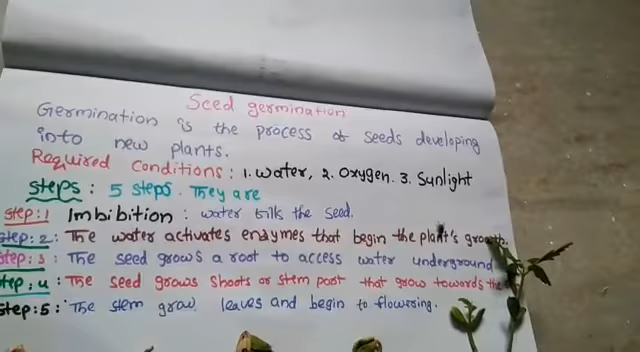 Seed germination
Germination is the process of seeds developing
into new plants.
Required Conditions : 1. water, 2. Oxygen. 3. Sunlight
Steps : 5 steps. They are
Step:1 Imbibition : water fills the seed.
Step:2: The water activates enzymes that begin the plant's growth.
Step:3 : The seed grows a root to access water underground
Step:4 : The seed grows shoots or stem part that grow towards the
Step:5: The stem grow leaves and begin to flowering.